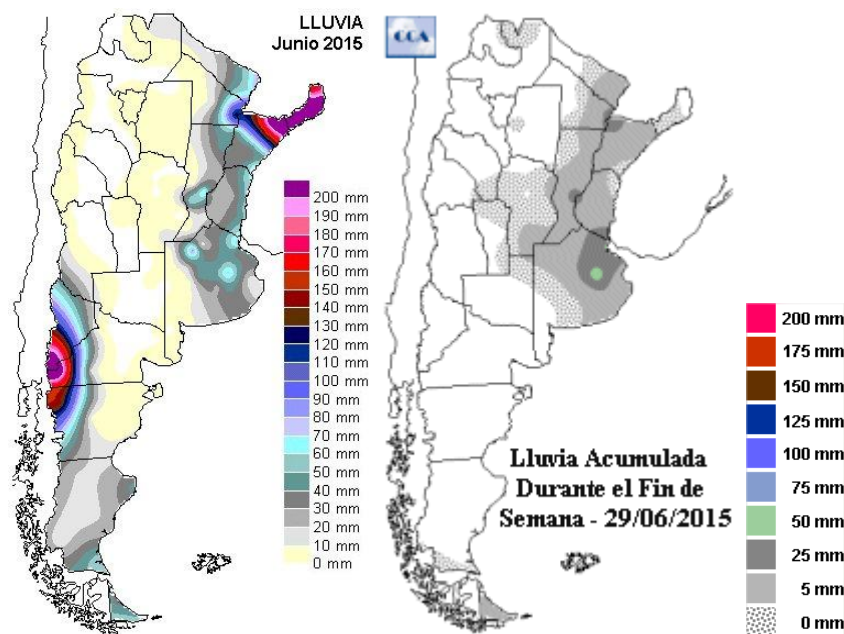 LLUVIA
Junio 2015
200 mm
190 mm
180 mm
170 mm
160 mm
150 mm
140 mm
130 mm
120 mm
110 mm
100 mm
90 mm
80 mm
70 mm
60 mm
50 mm
40 mm
30 mm
20 mm
10 mm
0 mm
CCA
Lluvia Acumulada
Durante el Fin de
Semana - 29/06/2015
200 mm
175 mm
150 mm
125 mm
100 mm
75 mm
50 mm
25 mm
5 mm
0 mm